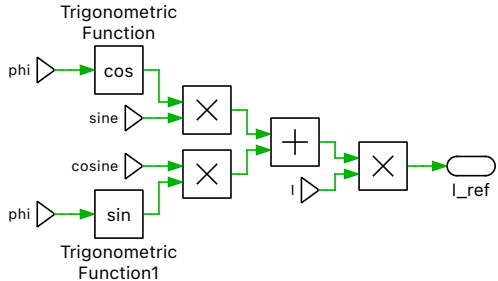 Trigonometric
Function
phi
cos
sine
cosine
I
I_ref
phi
sin
Trigonometric
Function1